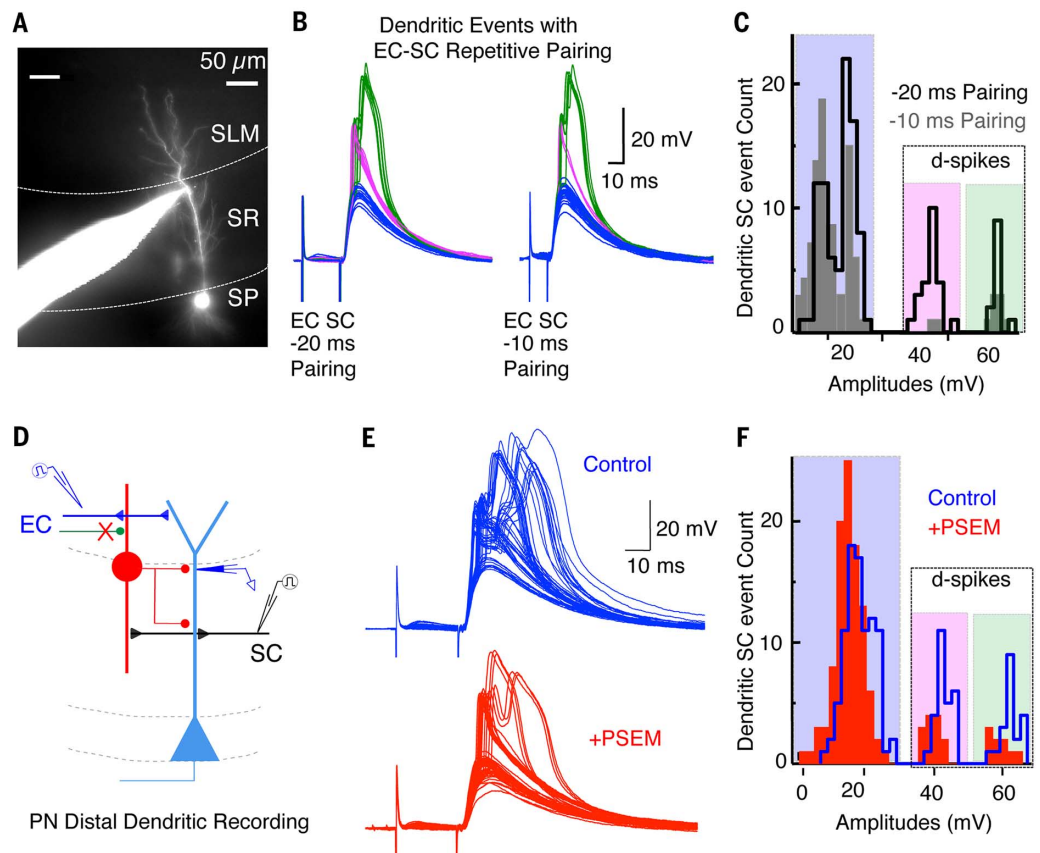 A
50 µm
SLM
SR
SP
B
Dendritic Events with
EC-SC Repetitive Pairing
20 mV
10 ms
EC SC
-20 ms
Pairing
EC SC
-10 ms
Pairing
C
Dendritic SC event Count
20
10
0
-20 ms Pairing
-10 ms Pairing
d-spikes
20
40
60
Amplitudes (mV)
D
EC
SC
PN Distal Dendritic Recording
E
Control
20 mV
10 ms
+PSEM
F
Dendritic SC event Count
20
10
0
Control
+PSEM
d-spikes
0
20
40
60
Amplitudes (mV)